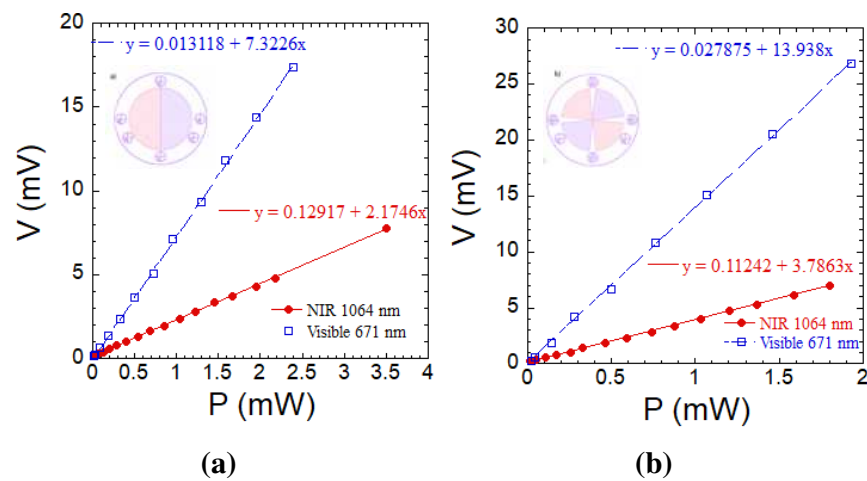 20
15
10
5
0
V (mV)
y = 0.013118 + 7.3226x
y = 0.12917 + 2.1746x
NIR 1064 nm
Visible 671 nm
0 0.5 1 1.5 2 2.5 3 3.5 4
P (mW)
(a)
30
25
20
15
10
5
0
V (mV)
y = 0.027875 + 13.938x
y = 0.11242 + 3.7863x
NIR 1064 nm
Visible 671 nm
0 0.5 1 1.5 2
P (mW)
(b)